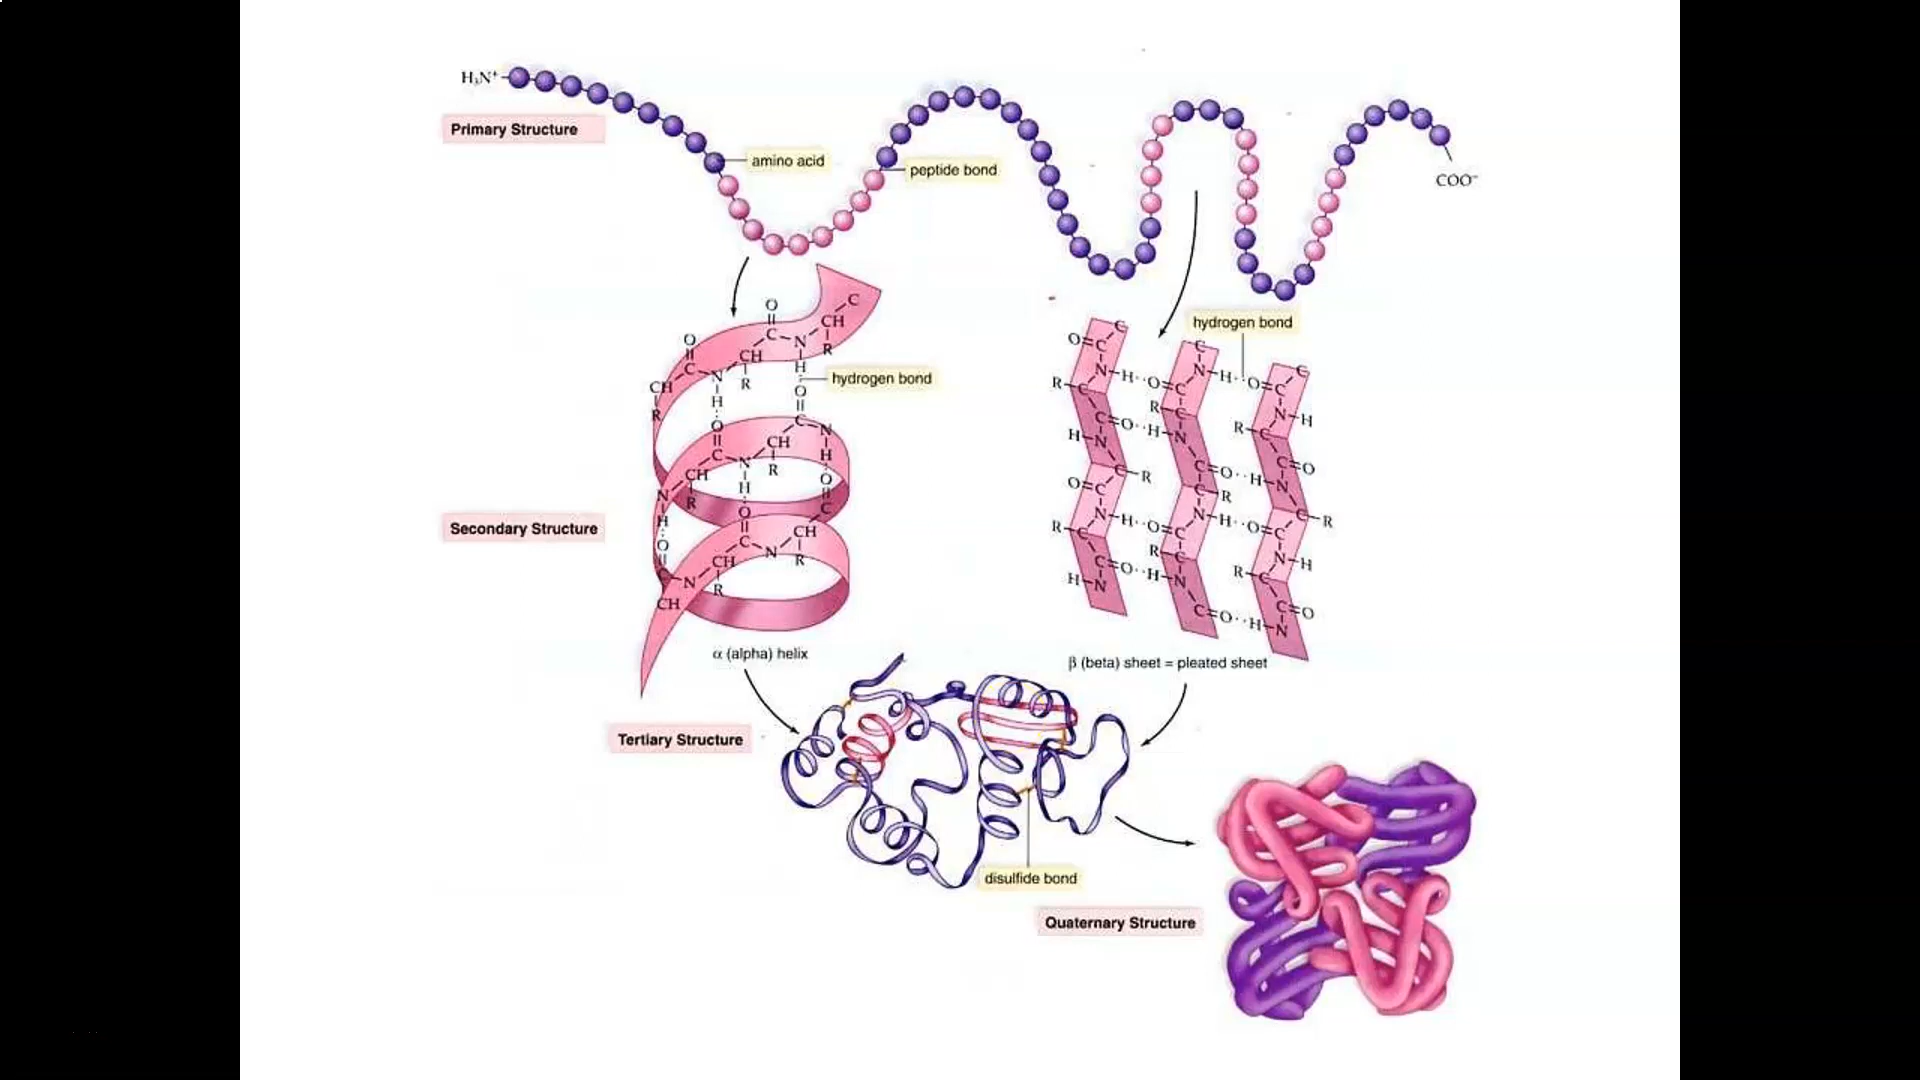 H₃N⁺
Primary Structure
amino acid
peptide bond
COO⁻
hydrogen bond
hydrogen bond
Secondary Structure
α (alpha) helix
β (beta) sheet = pleated sheet
Tertiary Structure
disulfide bond
Quaternary Structure